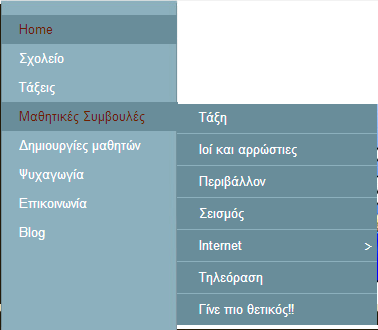 Home
Σχολείο
Τάξεις
Μαθητικές Συμβουλές
Δημιουργίες μαθητών
Ψυχαγωγία
Επικοινωνία
Blog
Τάξη
Ιοί και αρρώστιες
Περιβάλλον
Σεισμός
Internet >
Τηλεόραση
Γίνε πιο θετικός!!